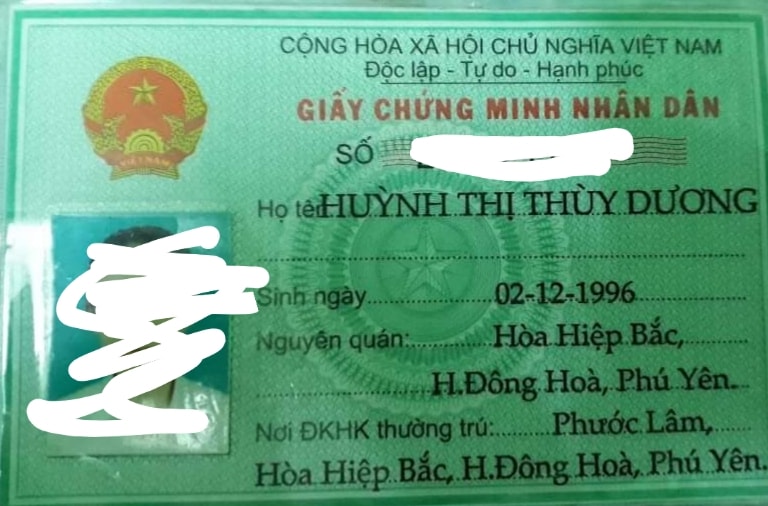 CỘNG HÒA XÃ HỘI CHỦ NGHĨA VIỆT NAM
Độc lập - Tự do - Hạnh phúc
GIẤY CHỨNG MINH NHÂN DÂN
VIỆT NAM
SỐ
Họ tên HUỲNH THỊ THÙY DƯƠNG
Sinh ngày 02-12-1996
Nguyên quán: Hòa Hiệp Bắc,
H.Đông Hoà, Phú Yên.
Nơi ĐKHK thường trú: Phước Lâm,
Hòa Hiệp Bắc, H.Đông Hoà, Phú Yên.